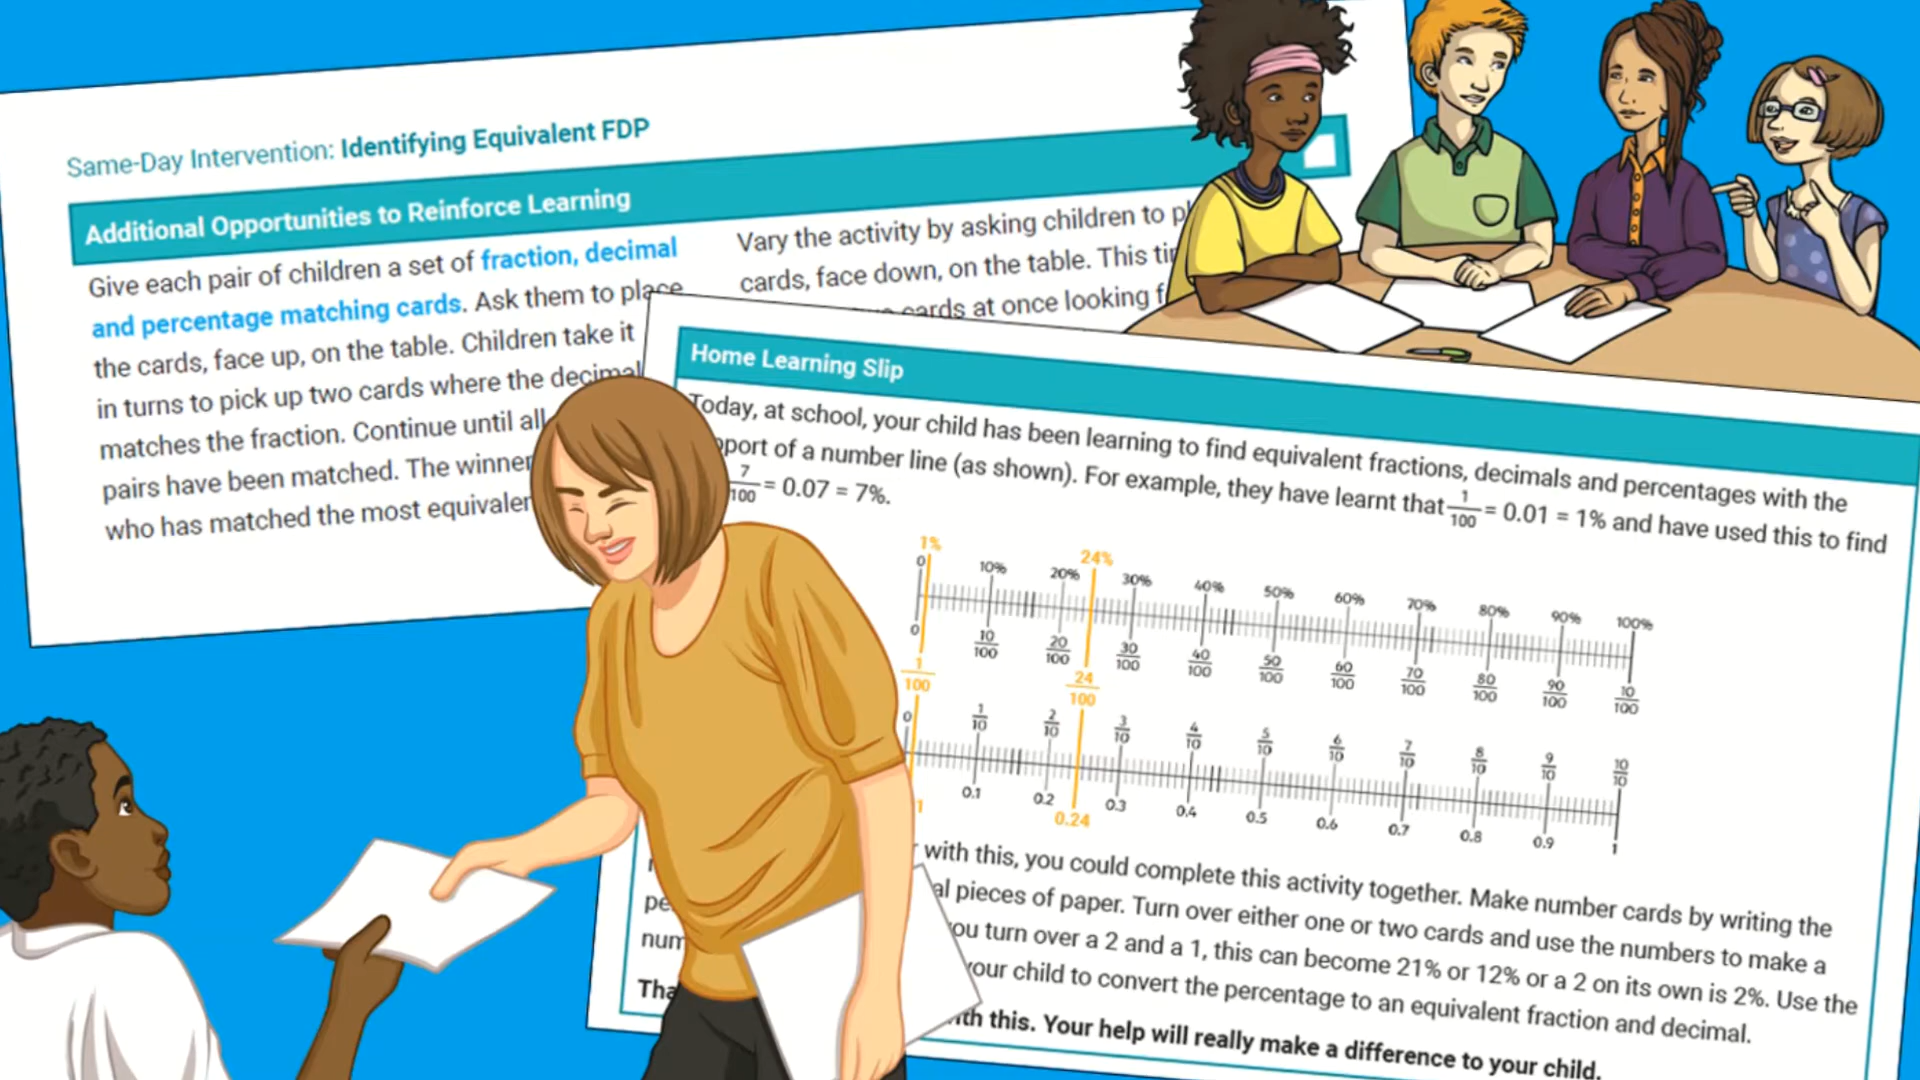 Same-Day Intervention: Identifying Equivalent FDP
Additional Opportunities to Reinforce Learning
Give each pair of children a set of fraction, decimal
and percentage matching cards. Ask them to place
the cards, face up, on the table. Children take it
in turns to pick up two cards where the decimal
matches the fraction. Continue until all
pairs have been matched. The winner
who has matched the most
Vary the activity by asking children to
cards, face down, on the table. This
cards at once looking
Home Learning Slip
Today, at school, your child has been learning to find equivalent fractions, decimals and percentages with the
of a number line (as shown). For example, they have learnt that 1/100 = 0.01 = 1% and have used this to find
7/100 = 0.07 = 7%.
1% 24%
0 10% 20% 30% 40% 50% 60% 70% 80% 90% 100%
0 10/100 20/100 30/100 40/100 50/100 60/100 70/100 80/100 90/100 10/100
1/100 24/100
0 1/10 2/10 3/10 4/10 5/10 6/10 7/10 8/10 9/10 10/10
0.1 0.2 0.3 0.4 0.5 0.6 0.7 0.8 0.9 1
0.24
with this, you could complete this activity together. Make number cards by writing the
pieces of paper. Turn over either one or two cards and use the numbers to make a
you turn over a 2 and a 1, this can become 21% or 12% or a 2 on its own is 2%. Use the
your child to convert the percentage to an equivalent fraction and decimal.
with this. Your help will really make a difference to your child.